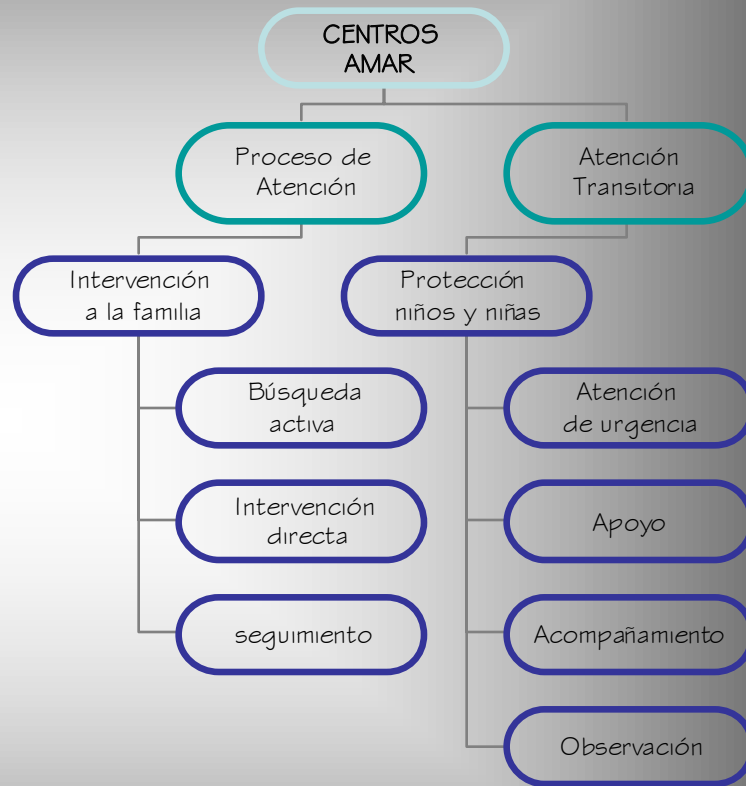 CENTROS
AMAR
Proceso de
Atención
Atención
Transitoria
Intervención
a la familia
Protección
niños y niñas
Búsqueda
activa
Atención
de urgencia
Intervención
directa
Apoyo
seguimiento
Acompañamiento
Observación